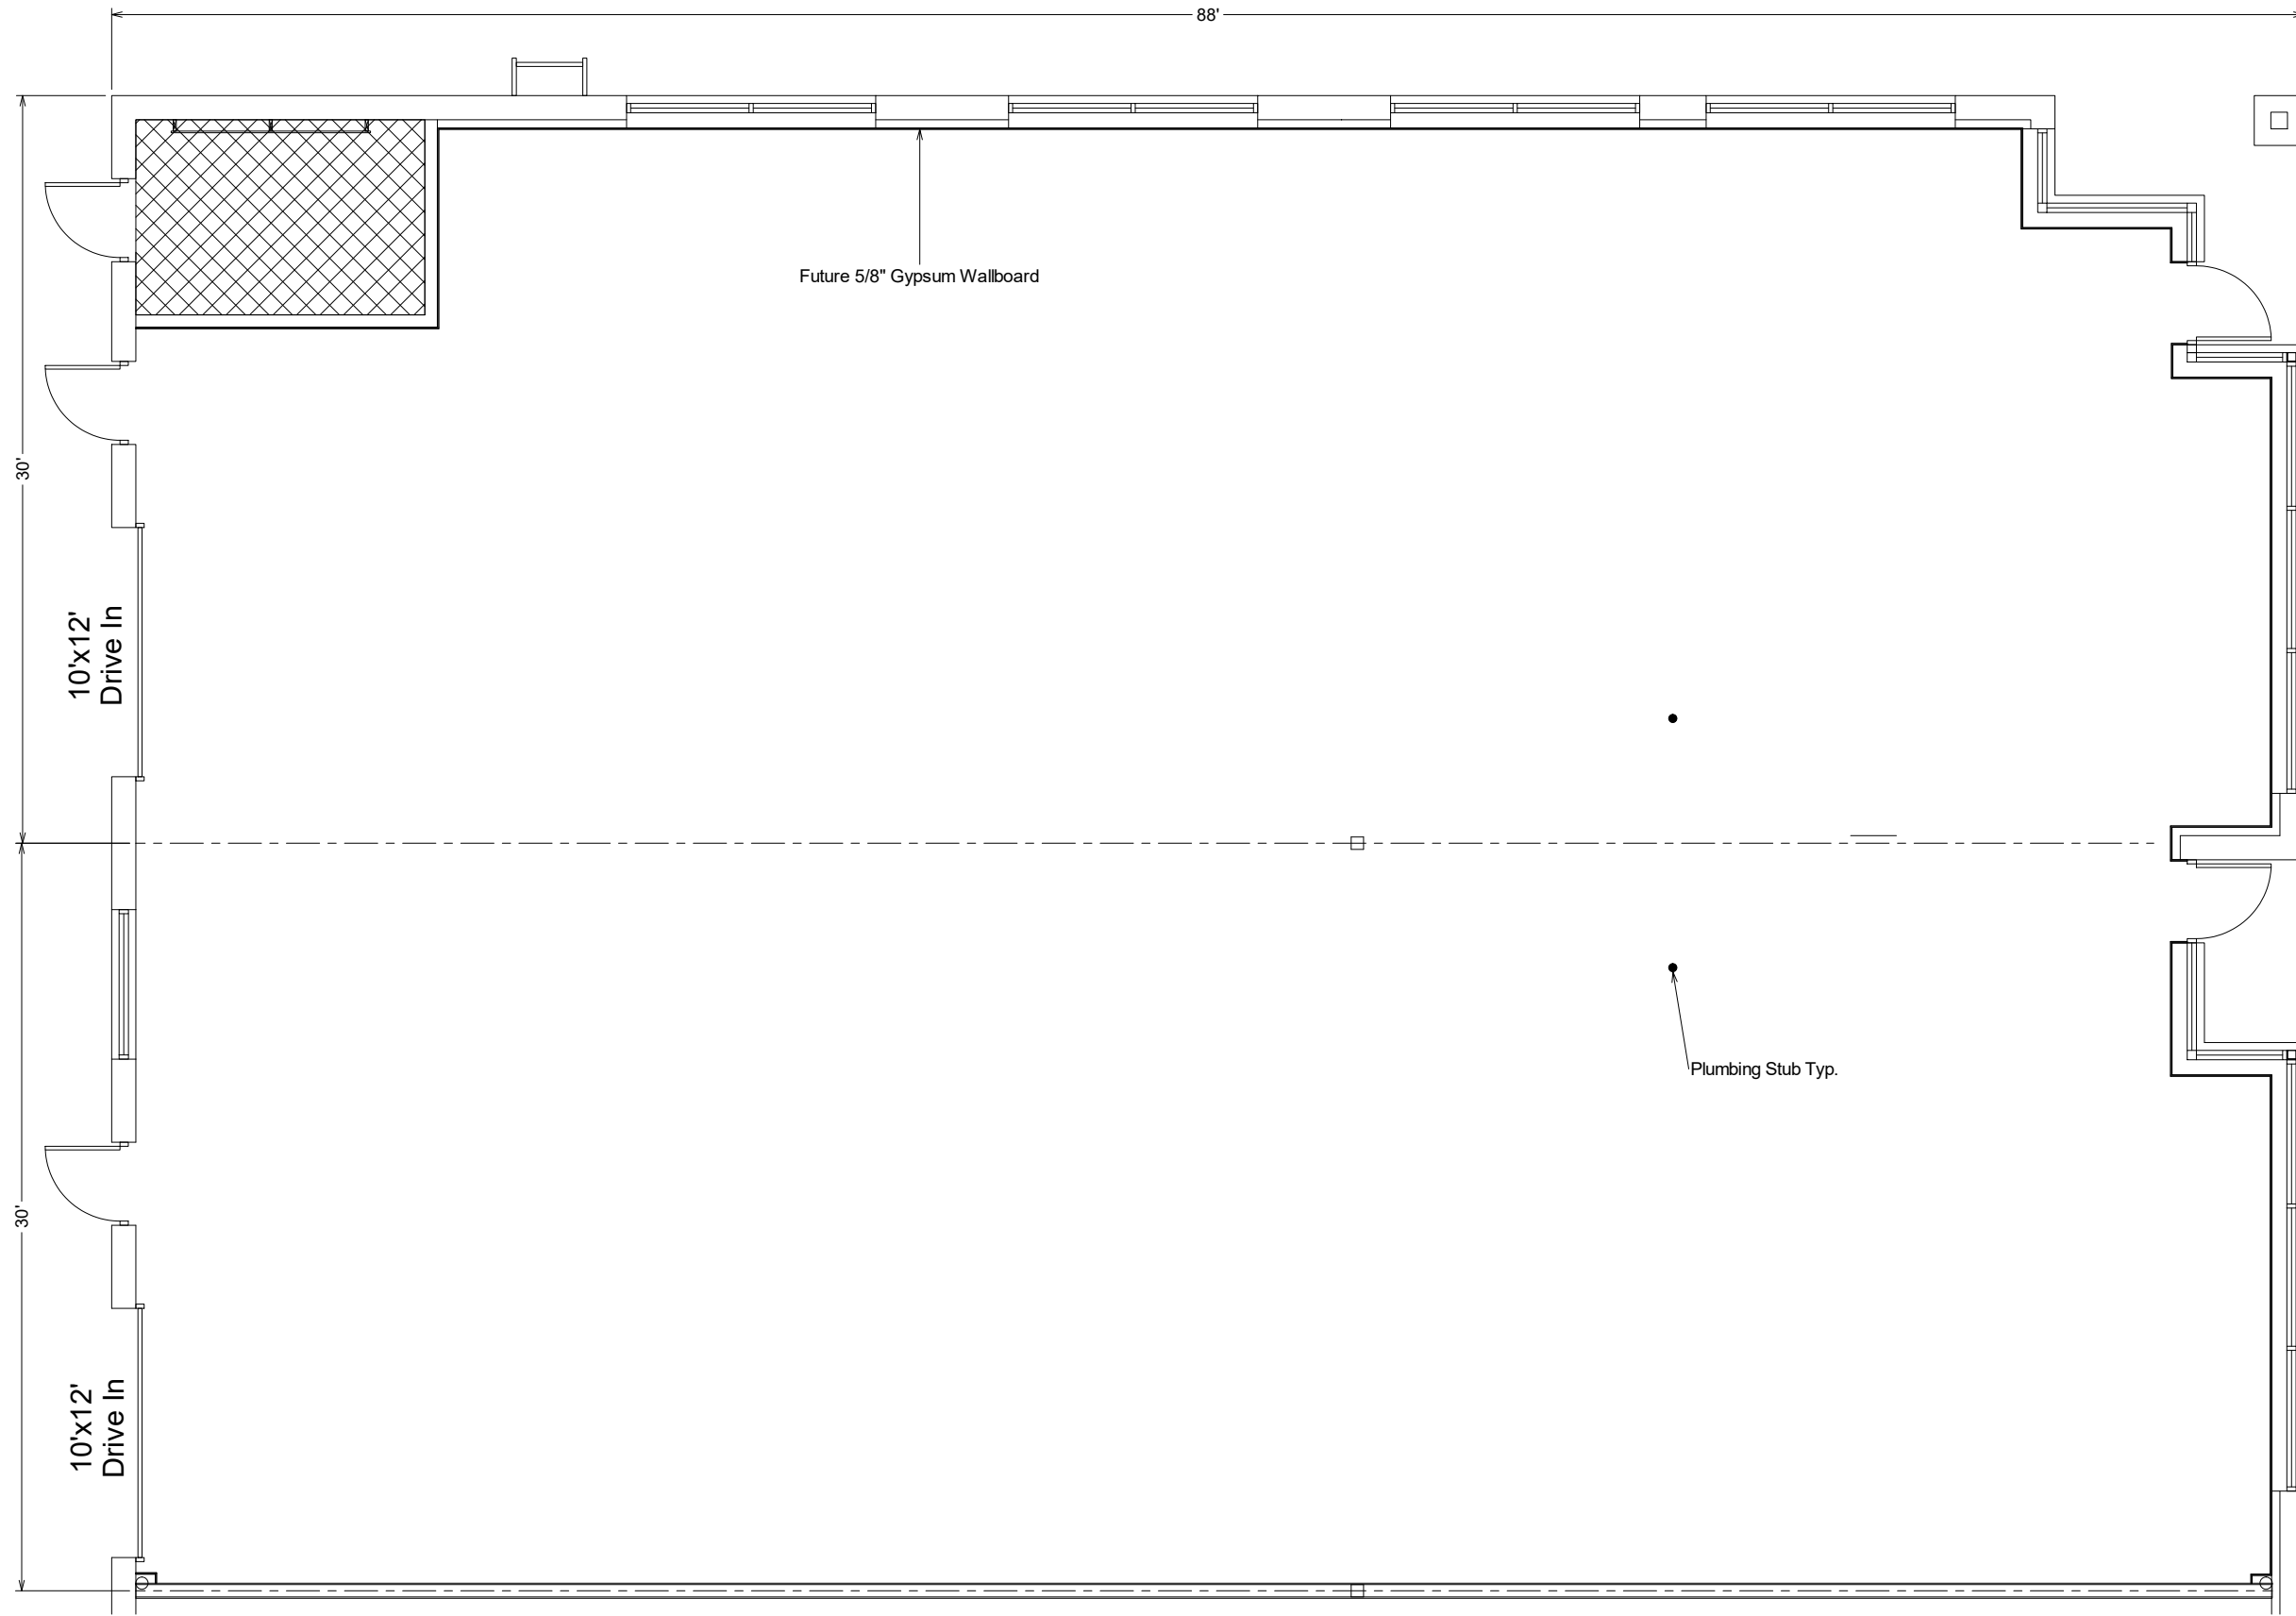 88'
Future 5/8" Gypsum Wallboard
30'
10'x12'
Drive In
Plumbing Stub Typ.
30'
10'x12'
Drive In